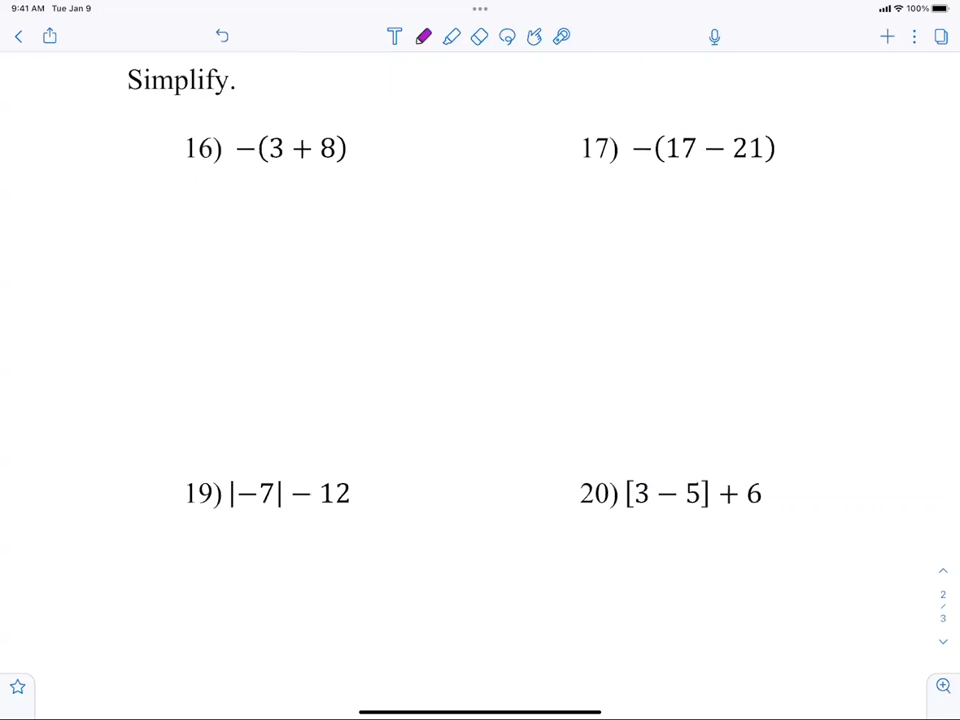 9:41 AM Tue Jan 9
100%
T
Simplify.
16) −(3 + 8)
17) −(17 − 21)
19) |−7| − 12
20) [3 − 5] + 6
2
/
3